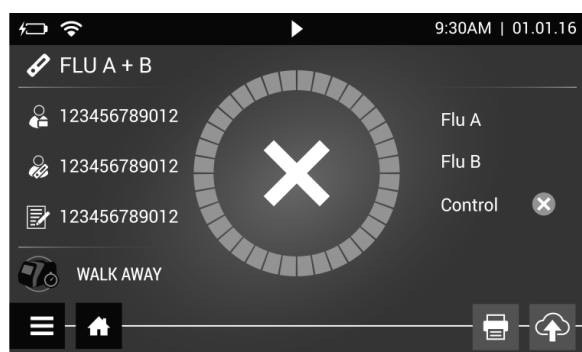 9:30AM | 01.01.16
FLU A + B
123456789012
123456789012
123456789012
WALK AWAY
Flu A
Flu B
Control